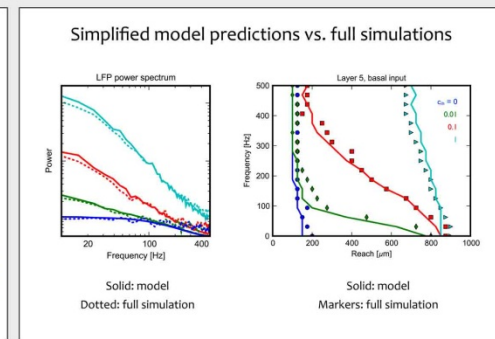 Simplified model predictions vs. full simulations
LFP power spectrum
Power
20
100
400
Frequency [Hz]
Solid: model
Dotted: full simulation
Layer 5, basal input
Frequency [Hz]
500
400
300
200
100
0
0
200
400
600
800
1000
= 0
0.01
0.1
1
Reach [µm]
Solid: model
Markers: full simulation